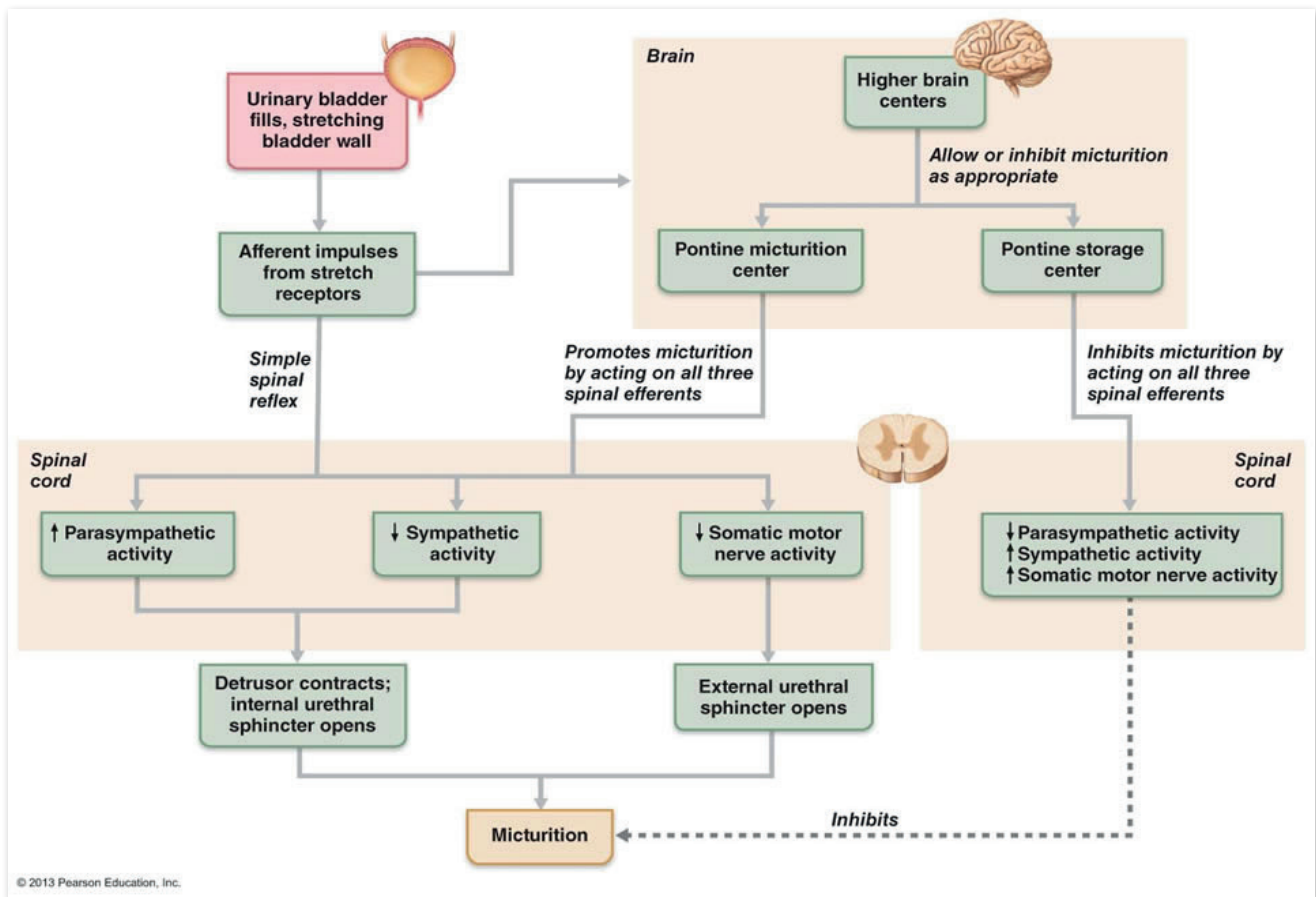 Brain
Higher brain
centers
Urinary bladder
fills, stretching
bladder wall
Allow or inhibit micturition
as appropriate
Afferent impulses
from stretch
receptors
Pontine micturition
center
Pontine storage
center
Simple
spinal
reflex
Promotes micturition
by acting on all three
spinal efferents
Inhibits micturition by
acting on all three
spinal efferents
Spinal
cord
Spinal
cord
↑ Parasympathetic
activity
↓ Sympathetic
activity
↓ Somatic motor
nerve activity
↓ Parasympathetic activity
↑ Sympathetic activity
↑ Somatic motor nerve activity
Detrusor contracts;
internal urethral
sphincter opens
External urethral
sphincter opens
Micturition
Inhibits
© 2013 Pearson Education, Inc.